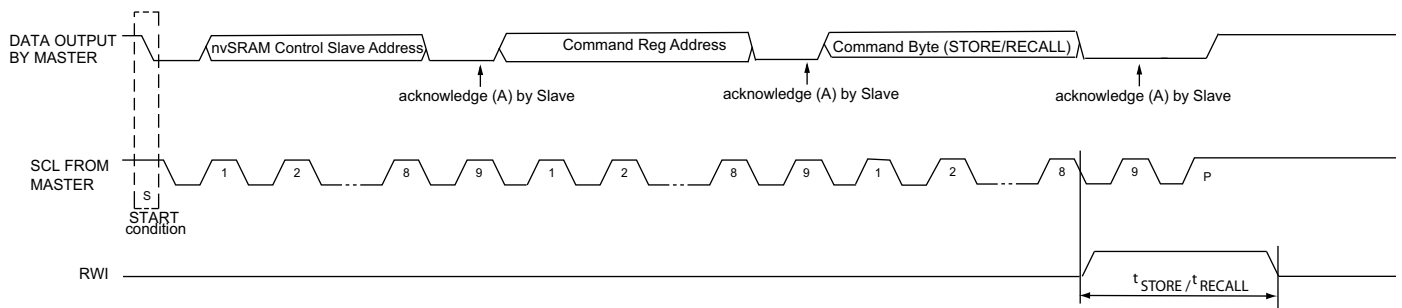 DATA OUTPUT
BY MASTER
nvSRAM Control Slave Address
Command Reg Address
Command Byte (STORE/RECALL)
acknowledge (A) by Slave
acknowledge (A) by Slave
acknowledge (A) by Slave
SCL FROM
MASTER
1
2
8
9
1
2
8
9
1
2
8
9
P
S
START
condition
RWI
tSTORE / tRECALL